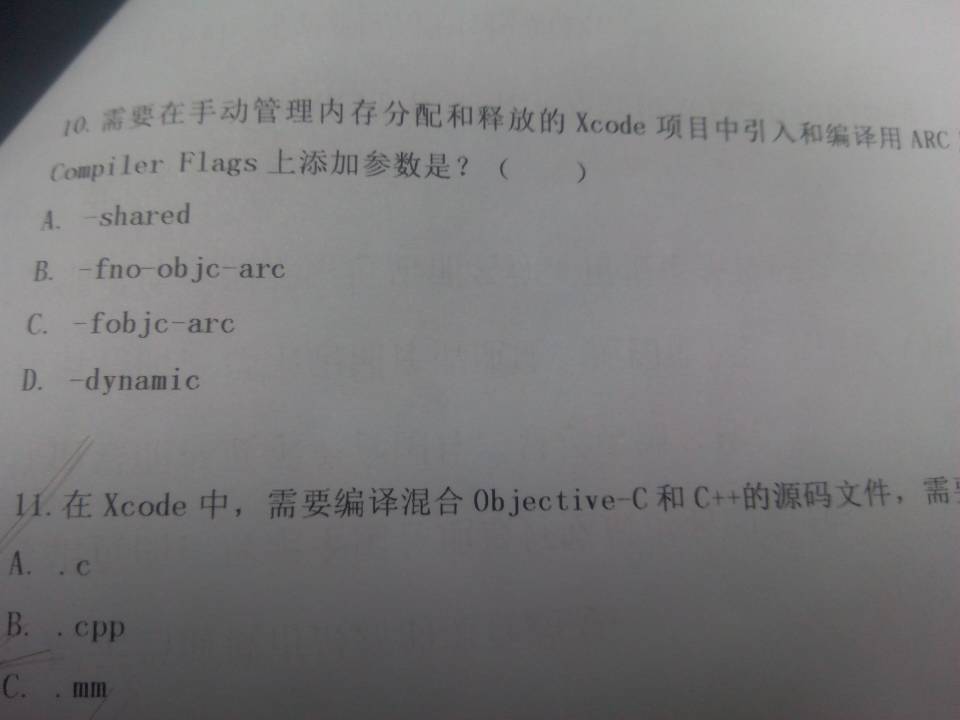 10. 需要在手动管理内存分配和释放的 Xcode 项目中引入和编译用 ARC
Compiler Flags 上添加参数是？（  ）
A. -shared
B. -fno-objc-arc
C. -fobjc-arc
D. -dynamic
11. 在 Xcode 中，需要编译混合 Objective-C 和 C++的源码文件，需
A. .c
B. .cpp
C. .mm